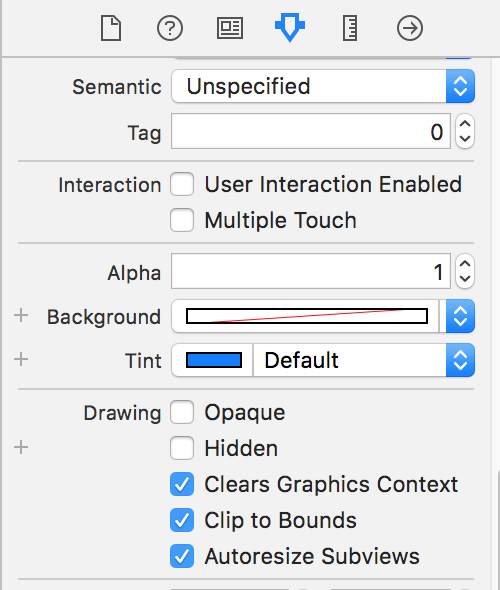 Semantic Unspecified
Tag 0
Interaction User Interaction Enabled
Multiple Touch
Alpha 1
Background
Tint Default
Drawing Opaque
Hidden
Clears Graphics Context
Clip to Bounds
Autoresize Subviews